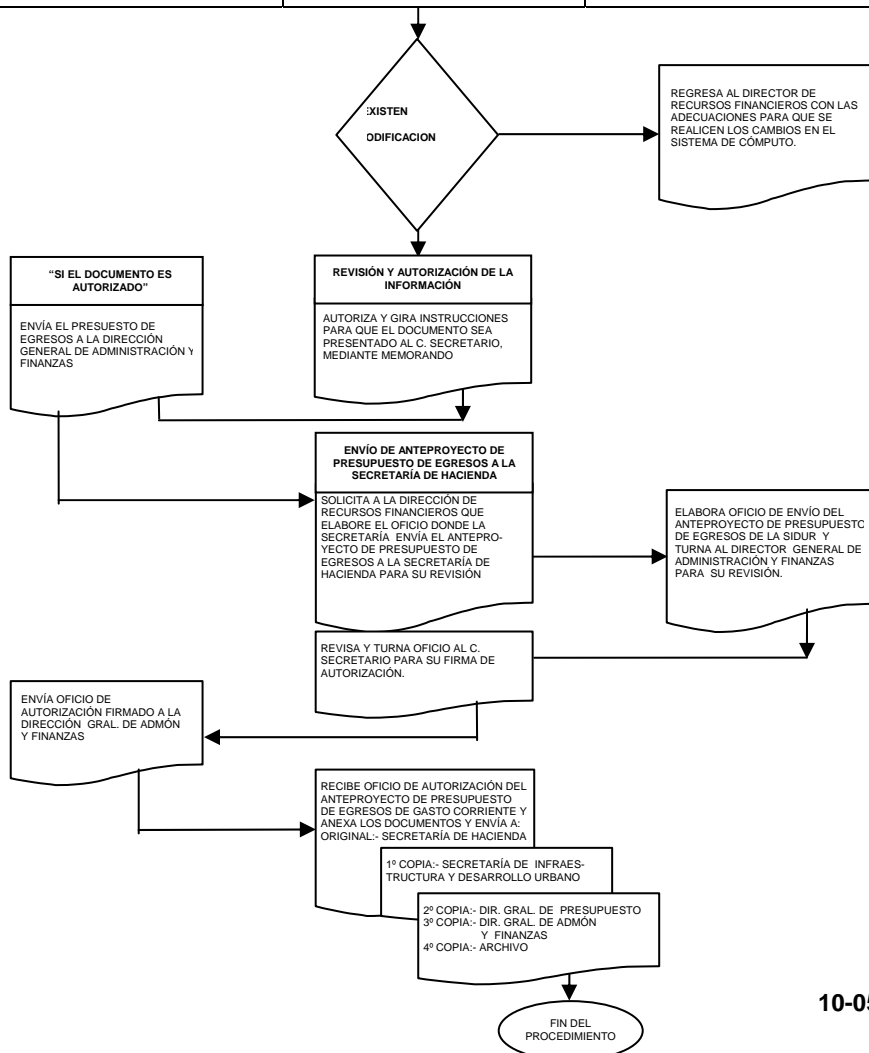 EXISTEN
ODIFICACION
REGRESA AL DIRECTOR DE
RECURSOS FINANCIEROS CON LAS
ADECUACIONES PARA QUE SE
REALICEN LOS CAMBIOS EN EL
SISTEMA DE CÓMPUTO.
“SI EL DOCUMENTO ES
AUTORIZADO”
ENVÍA EL PRESUESTO DE
EGRESOS A LA DIRECCIÓN
GENERAL DE ADMINISTRACIÓN Y
FINANZAS
REVISIÓN Y AUTORIZACIÓN DE LA
INFORMACIÓN
AUTORIZA Y GIRA INSTRUCCIONES
PARA QUE EL DOCUMENTO SEA
PRESENTADO AL C. SECRETARIO,
MEDIANTE MEMORANDO
ENVÍO DE ANTEPROYECTO DE
PRESUPUESTO DE EGRESOS A LA
SECRETARÍA DE HACIENDA
SOLICITA A LA DIRECCIÓN DE
RECURSOS FINANCIEROS QUE
ELABORE EL OFICIO DONDE LA
SECRETARÍA ENVÍA EL ANTEPRO-
YECTO DE PRESUPUESTO DE
EGRESOS A LA SECRETARÍA DE
HACIENDA PARA SU REVISIÓN
ELABORA OFICIO DE ENVÍO DEL
ANTEPROYECTO DE PRESUPUESTO
DE EGRESOS DE LA SIDUR Y
TURNA AL DIRECTOR GENERAL DE
ADMINISTRACIÓN Y FINANZAS
PARA SU REVISIÓN.
REVISA Y TURNA OFICIO AL C.
SECRETARIO PARA SU FIRMA DE
AUTORIZACIÓN.
ENVÍA OFICIO DE
AUTORIZACIÓN FIRMADO A LA
DIRECCIÓN GRAL. DE ADMÓN
Y FINANZAS
RECIBE OFICIO DE AUTORIZACIÓN DEL
ANTEPROYECTO DE PRESUPUESTO
DE EGRESOS DE GASTO CORRIENTE Y
ANEXA LOS DOCUMENTOS Y ENVÍA A:
ORIGINAL:- SECRETARÍA DE HACIENDA
1º COPIA:- SECRETARÍA DE INFRAES-
TRUCTURA Y DESARROLLO URBANO
2º COPIA:- DIR. GRAL. DE PRESUPUESTO
3º COPIA:- DIR. GRAL. DE ADMÓN
Y FINANZAS
4º COPIA:- ARCHIVO
FIN DEL
PROCEDIMIENTO
10-05